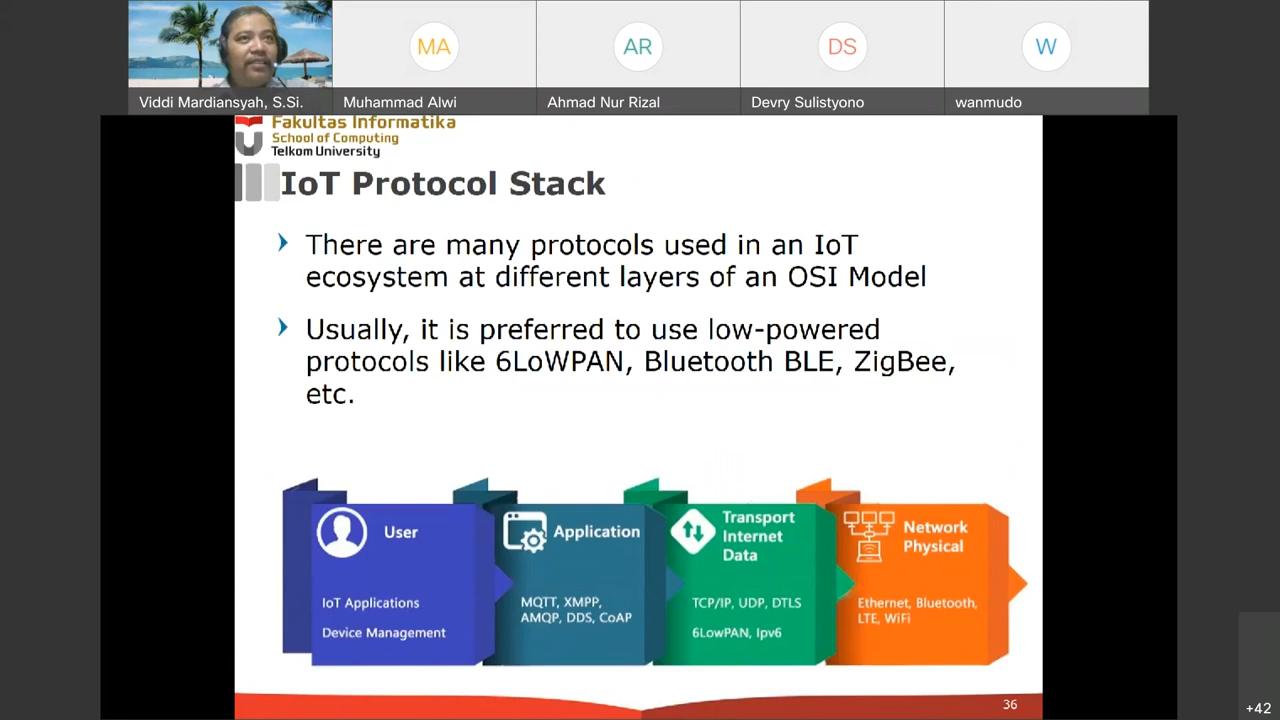 MA
AR
DS
W
Viddi Mardiansyah, S.Si.
Muhammad Alwi
Ahmad Nur Rizal
Devry Sulistyono
wanmudo
Fakultas Informatika
School of Computing
Telkom University
IoT Protocol Stack
There are many protocols used in an IoT
ecosystem at different layers of an OSI Model
Usually, it is preferred to use low-powered
protocols like 6LoWPAN, Bluetooth BLE, ZigBee,
etc.
User
IoT Applications
Device Management
Application
MQTT, XMPP,
AMQP, DDS, CoAP
Transport
Internet
Data
TCP/IP, UDP, DTLS
6LowPAN, Ipv6
Network
Physical
Ethernet, Bluetooth,
LTE, WiFi
36
+42